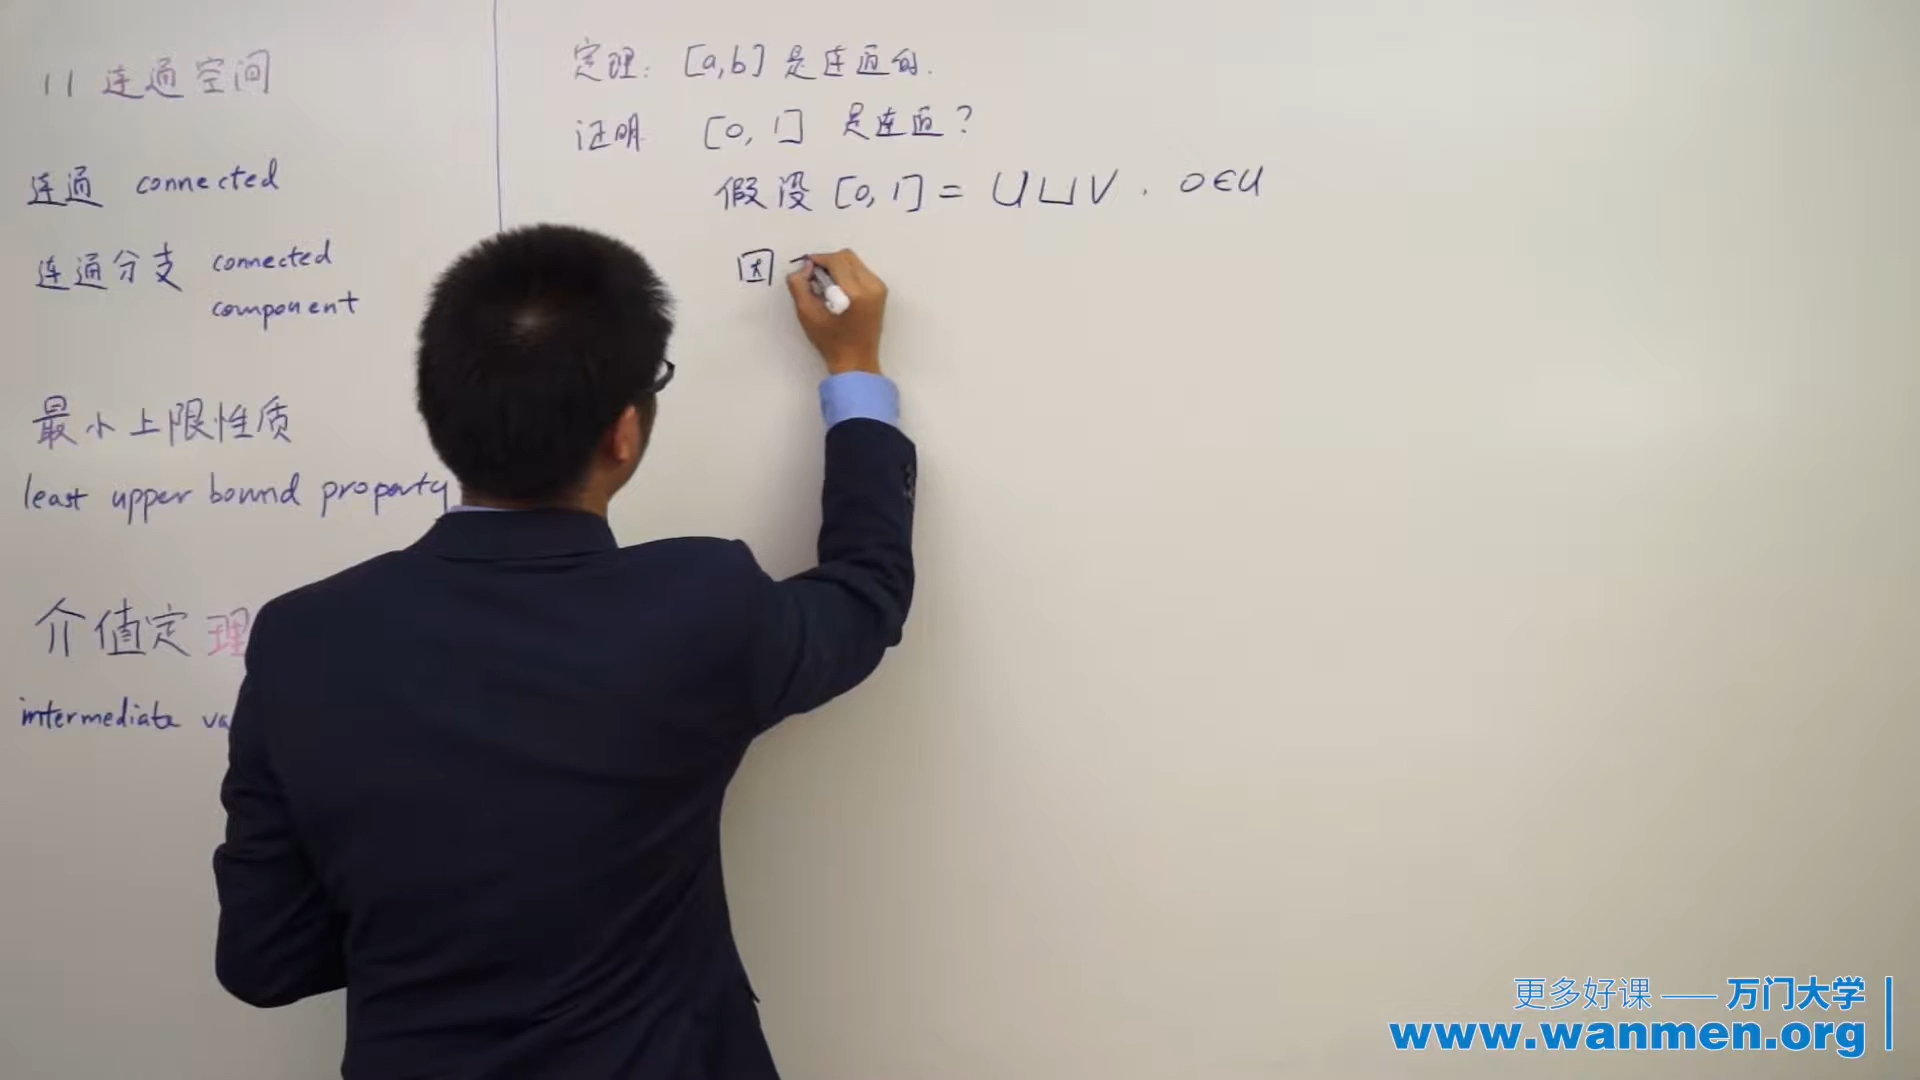 11 连通空间
连通 connected
连通分支 connected
component
最小上限性质
least upper bound property
介值定理
intermediate va
定理: [a,b] 是连通的.
证明 [0, 1] 是连通?
假设 [0, 1] = U ⊔ V . 0∈U
因
更多好课 —— 万门大学
www.wanmen.org